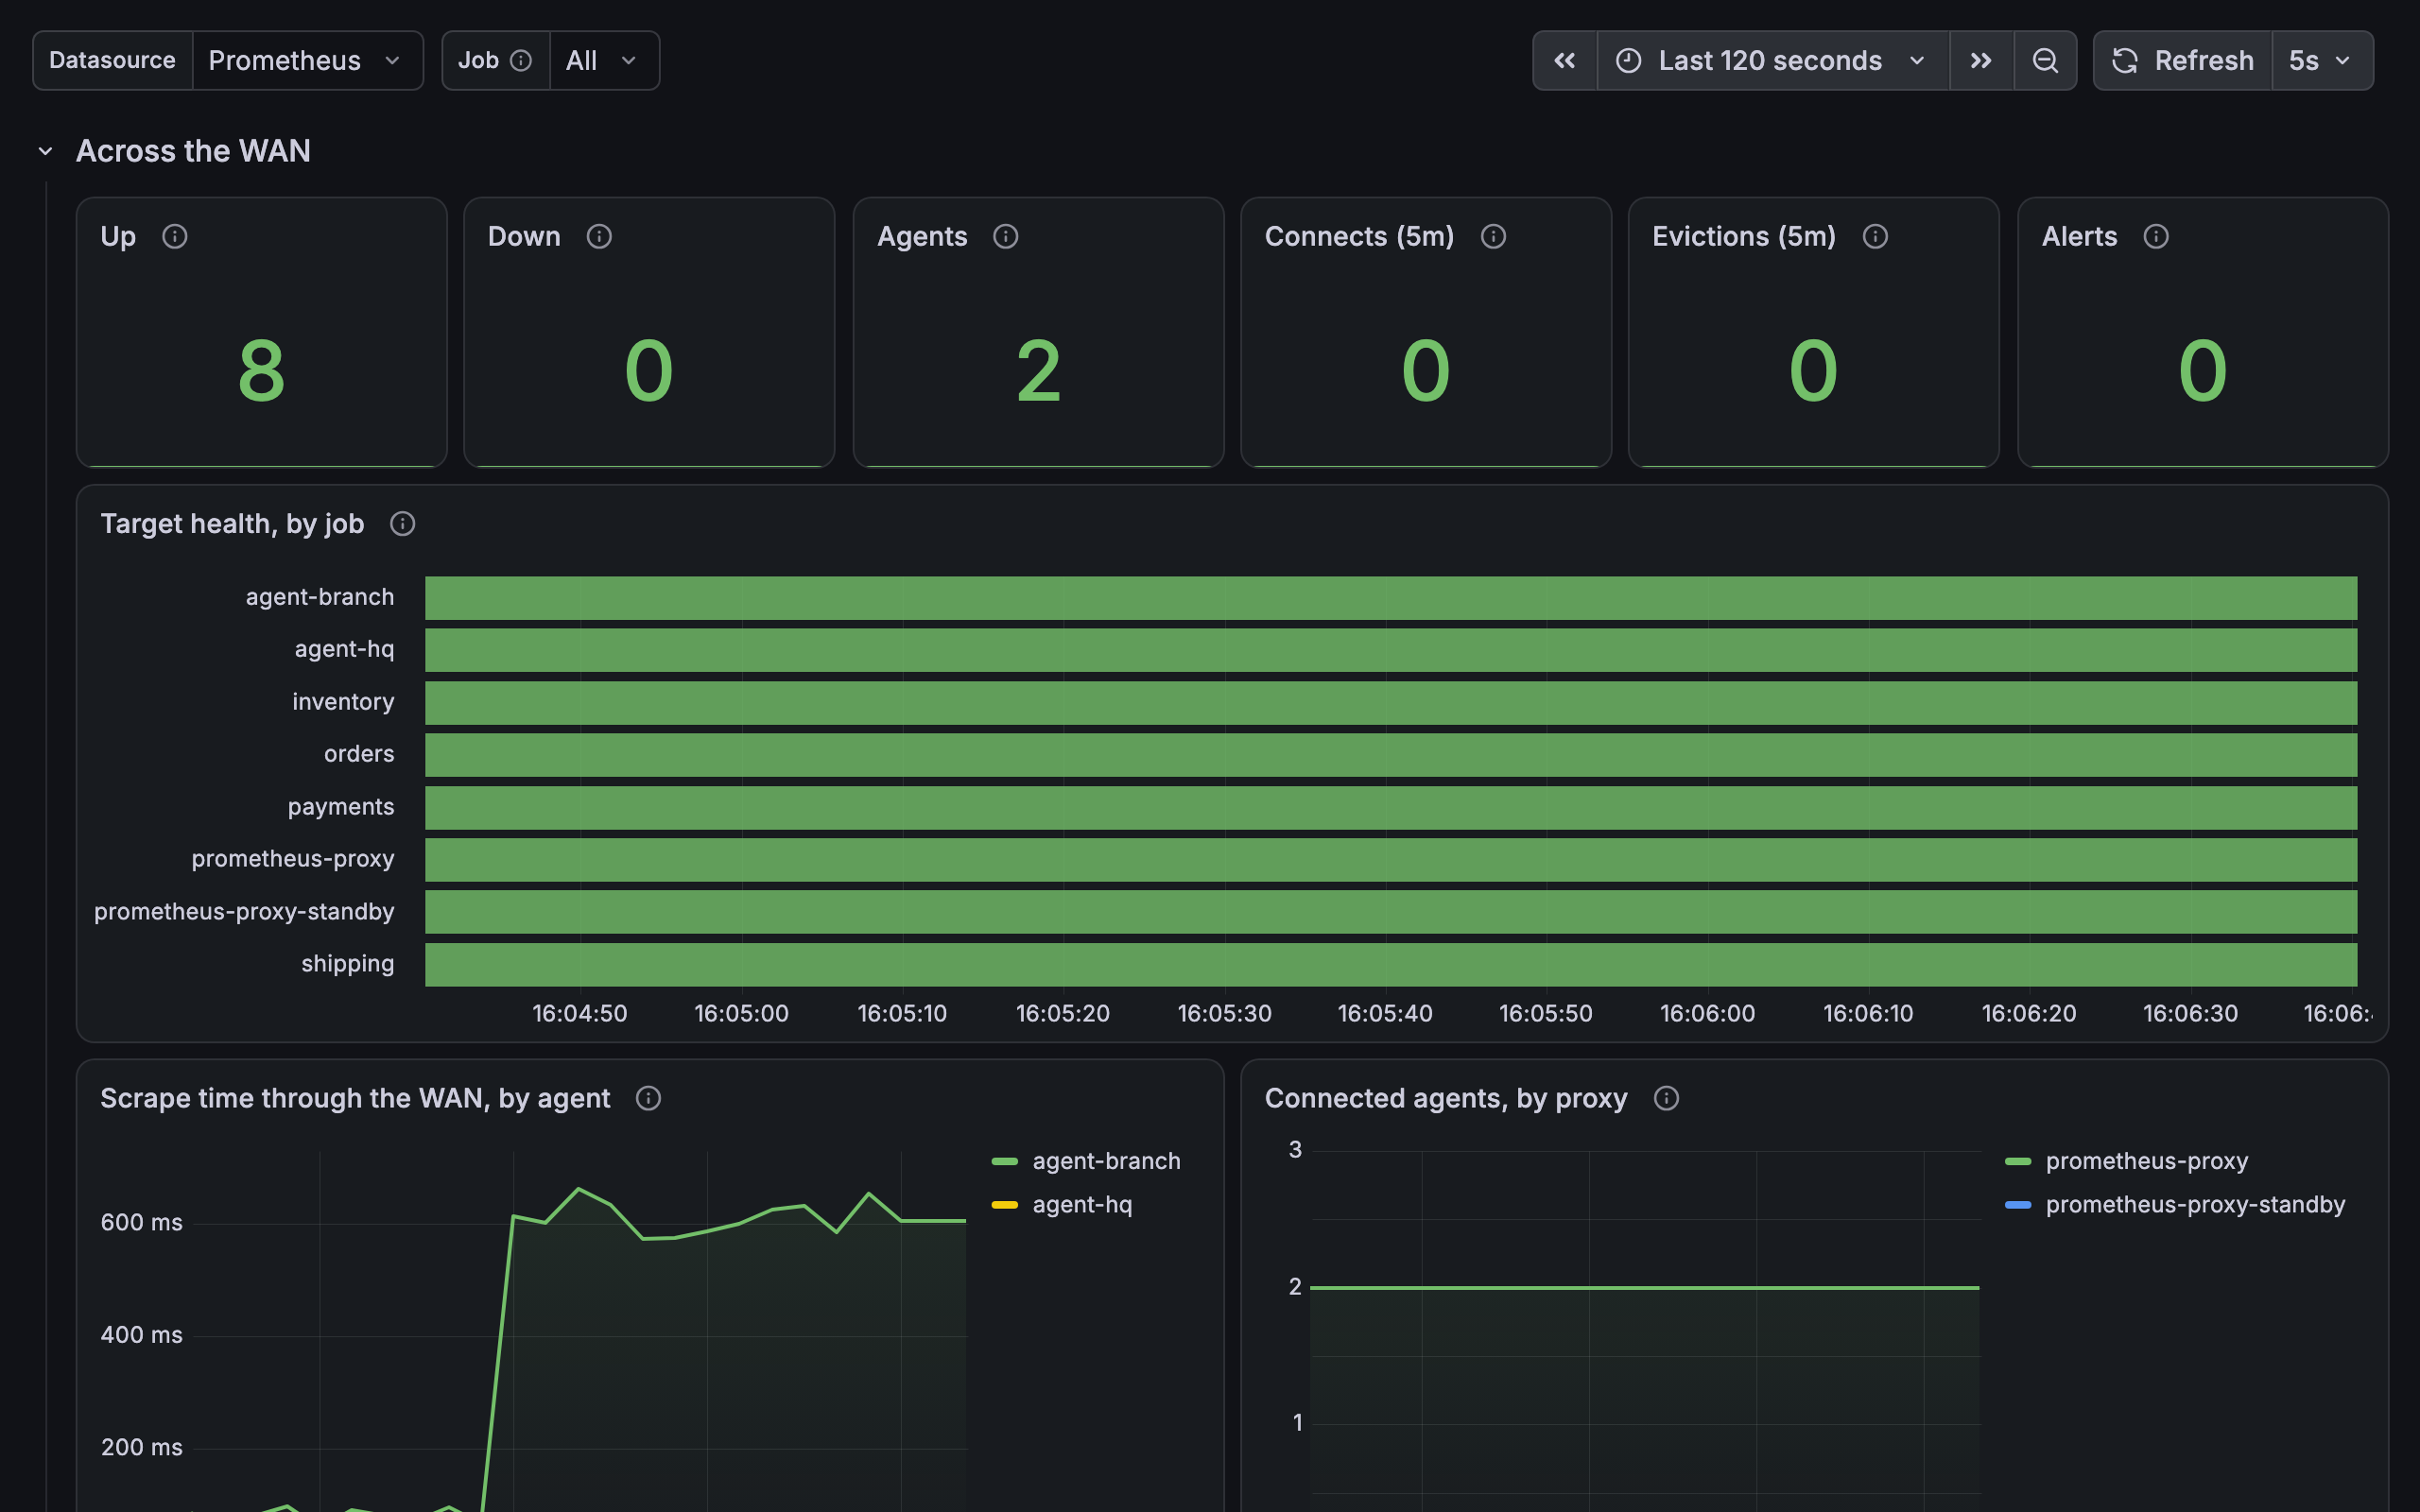 Datasource Prometheus Job All Last 120 seconds Refresh 5s
Across the WAN
Up Down Agents Connects (5m) Evictions (5m) Alerts
8 0 2 0 0 0
Target health, by job
agent-branch
agent-hq
inventory
orders
payments
prometheus-proxy
prometheus-proxy-standby
shipping
16:04:50 16:05:00 16:05:10 16:05:20 16:05:30 16:05:40 16:05:50 16:06:00 16:06:10 16:06:20 16:06:30
Scrape time through the WAN, by agent
600 ms
400 ms
200 ms
agent-branch
agent-hq
Connected agents, by proxy
3
2
1
prometheus-proxy
prometheus-proxy-standby